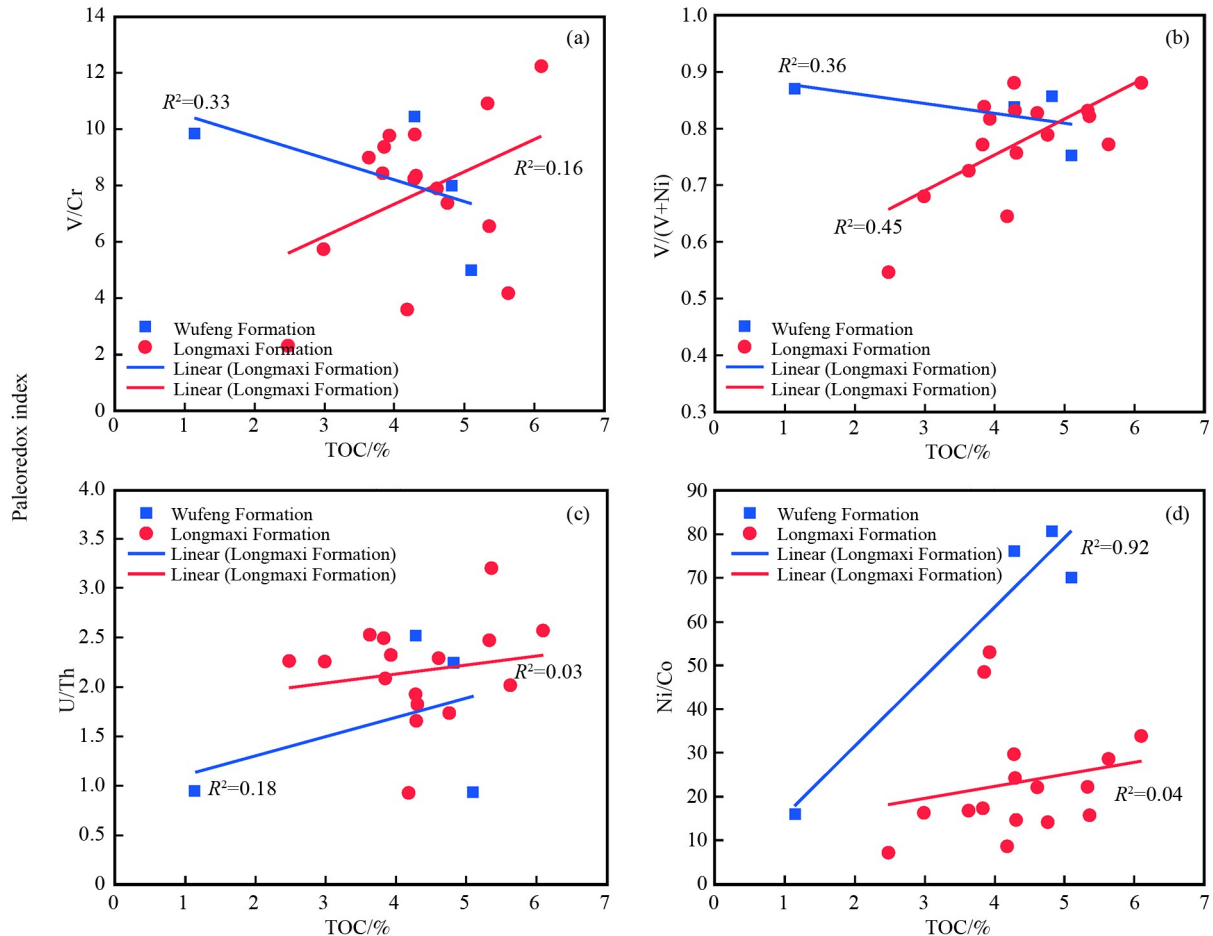 Paleoredox index
(a)
14
12
10
8
6
4
2
0
V/Cr
R²=0.33
R²=0.16
Wufeng Formation
Longmaxi Formation
Linear (Longmaxi Formation)
Linear (Longmaxi Formation)
0 1 2 3 4 5 6 7
TOC/%
(b)
1.0
0.9
0.8
0.7
0.6
0.5
0.4
0.3
V/(V+Ni)
R²=0.36
R²=0.45
Wufeng Formation
Longmaxi Formation
Linear (Longmaxi Formation)
Linear (Longmaxi Formation)
0 1 2 3 4 5 6 7
TOC/%
(c)
4.0
3.5
3.0
2.5
2.0
1.5
1.0
0.5
0
U/Th
Wufeng Formation
Longmaxi Formation
Linear (Longmaxi Formation)
Linear (Longmaxi Formation)
R²=0.03
R²=0.18
0 1 2 3 4 5 6 7
TOC/%
(d)
90
80
70
60
50
40
30
20
10
0
Ni/Co
Wufeng Formation
Longmaxi Formation
Linear (Longmaxi Formation)
Linear (Longmaxi Formation)
R²=0.92
R²=0.04
0 1 2 3 4 5 6 7
TOC/%